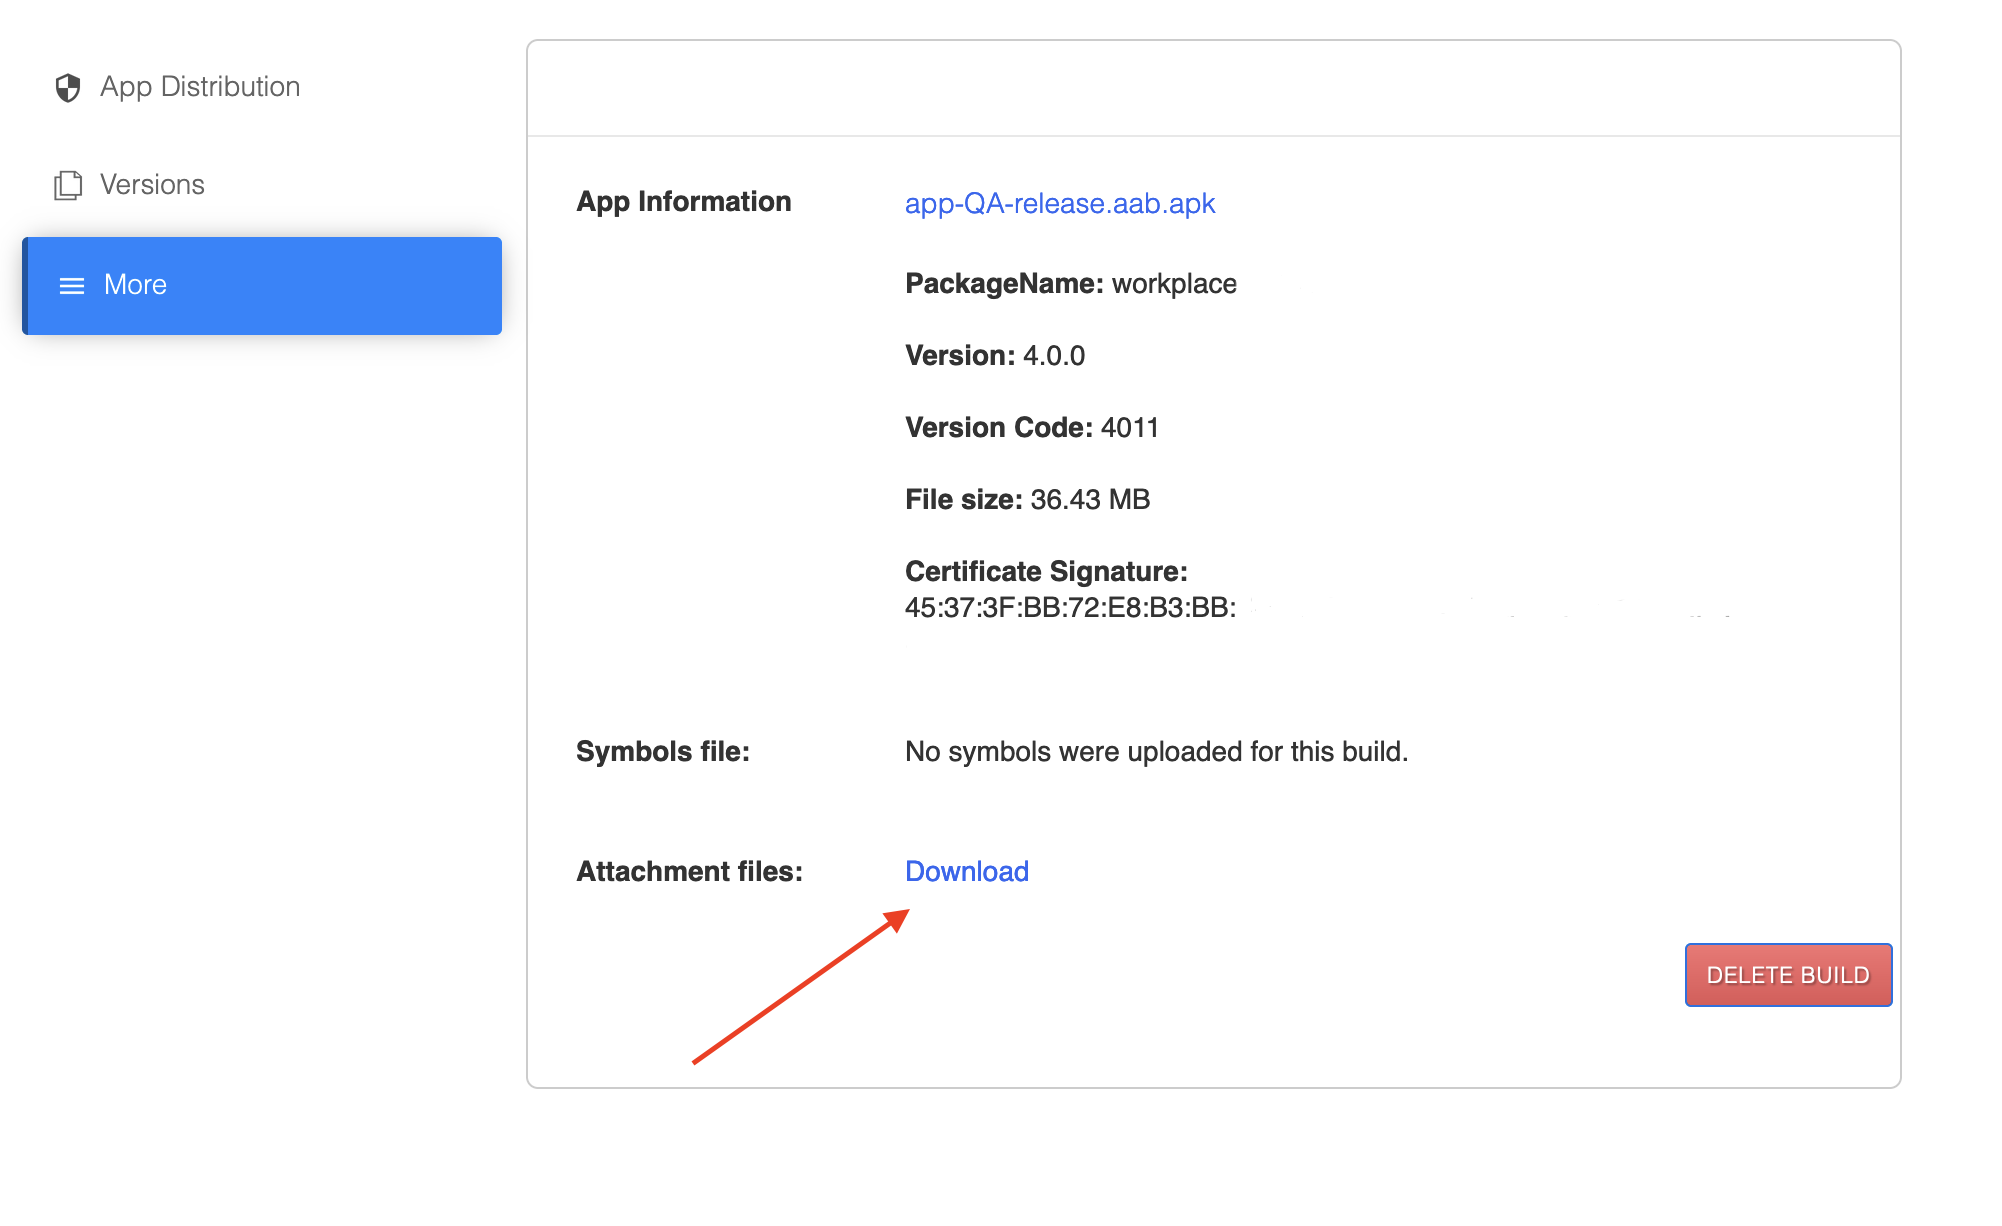 App Distribution
Versions
More
App Information
app-QA-release.aab.apk
PackageName: workplace
Version: 4.0.0
Version Code: 4011
File size: 36.43 MB
Certificate Signature:
45:37:3F:BB:72:E8:B3:BB:
Symbols file:
No symbols were uploaded for this build.
Attachment files:
Download
DELETE BUILD